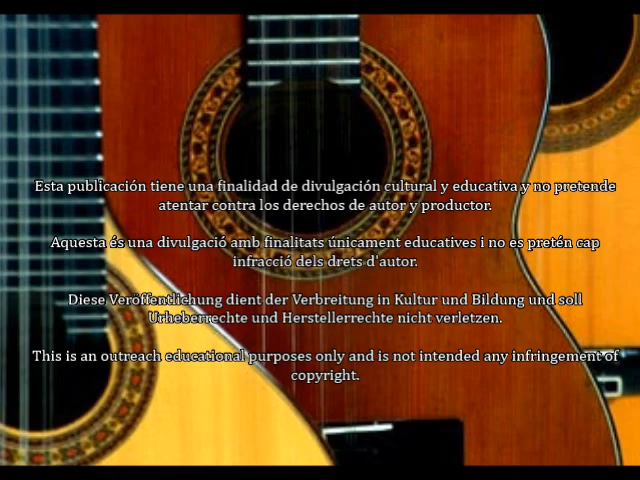 Esta publicación tiene una finalidad de divulgación cultural y educativa y no pretende
atentar contra los derechos de autor y productor.
Aquesta és una divulgació amb finalitats únicament educatives i no es pretén cap
infracció dels drets d'autor.
Diese Veröffentlichung dient der Verbreitung in Kultur und Bildung und soll
Urheberrechte und Herstellerrechte nicht verletzen.
This is an outreach educational purposes only and is not intended any infringement of
copyright.